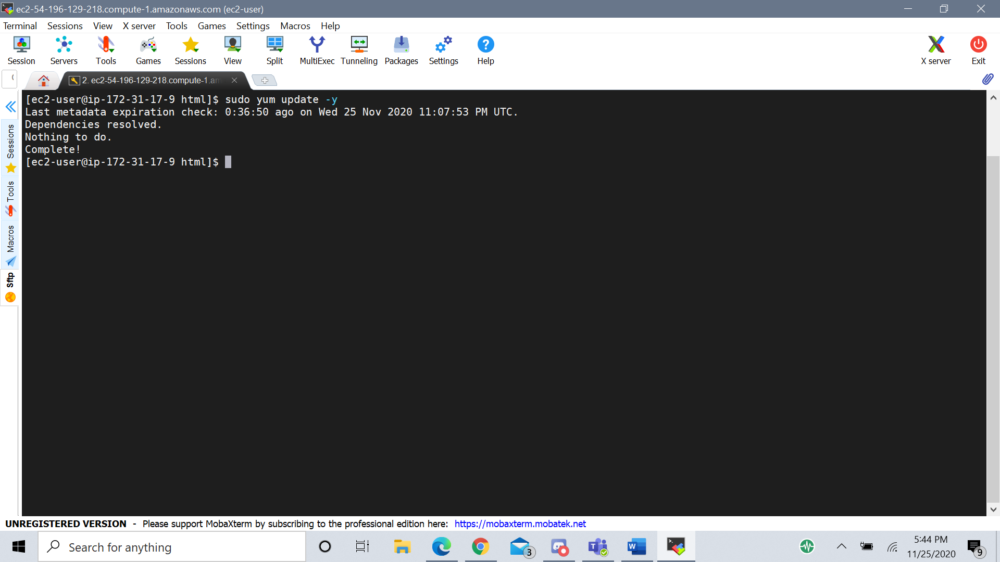 ec2-54-196-129-218.compute-1.amazonaws.com (ec2-user)
Terminal Sessions View X server Tools Games Settings Macros Help
Session Servers Tools Games Sessions View Split MultiExec Tunneling Packages Settings Help X server Exit
2. ec2-54-196-129-218.compute-1.am
[ec2-user@ip-172-31-17-9 html]$ sudo yum update -y
Last metadata expiration check: 0:36:50 ago on Wed 25 Nov 2020 11:07:53 PM UTC.
Dependencies resolved.
Nothing to do.
Complete!
[ec2-user@ip-172-31-17-9 html]$
Sessions
Tools
Macros
Sftp
UNREGISTERED VERSION - Please support MobaXterm by subscribing to the professional edition here: https://mobaxterm.mobatek.net
Search for anything
3
5:44 PM
11/25/2020
9